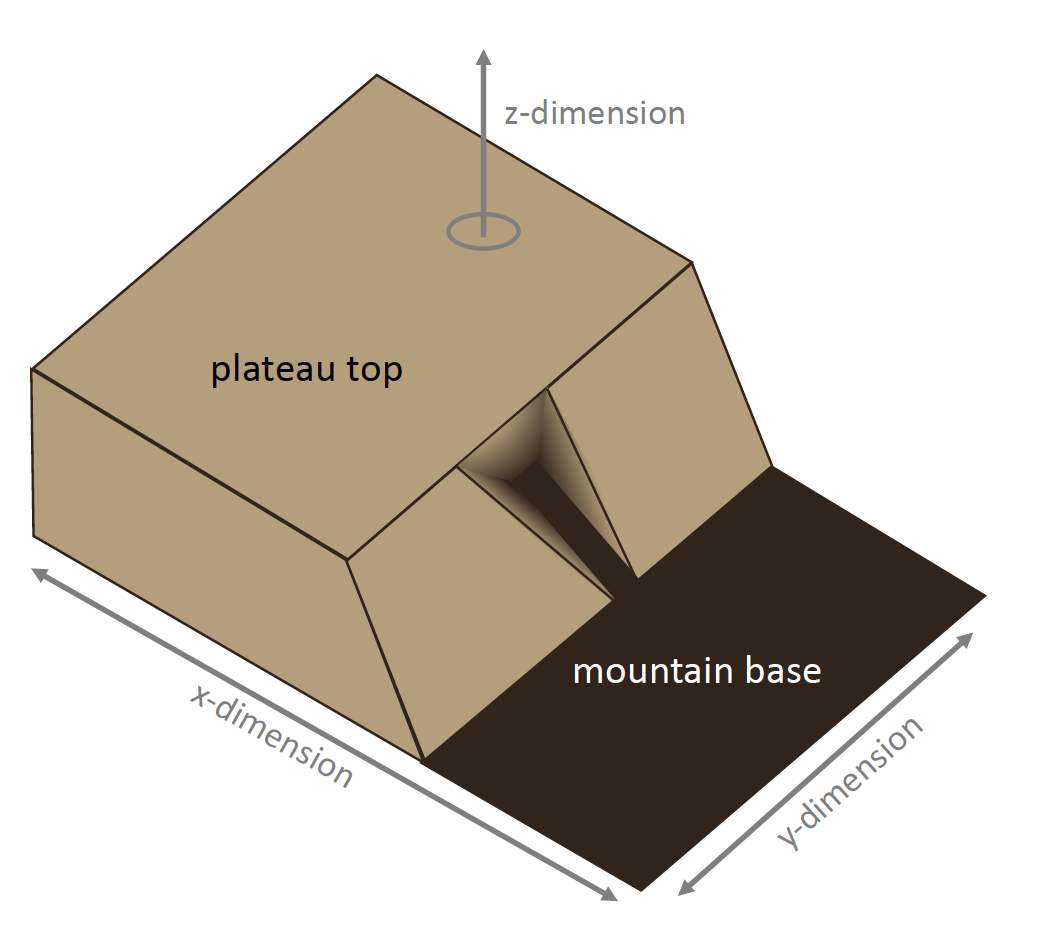 z-dimension
plateau top
mountain base
x-dimension
y-dimension